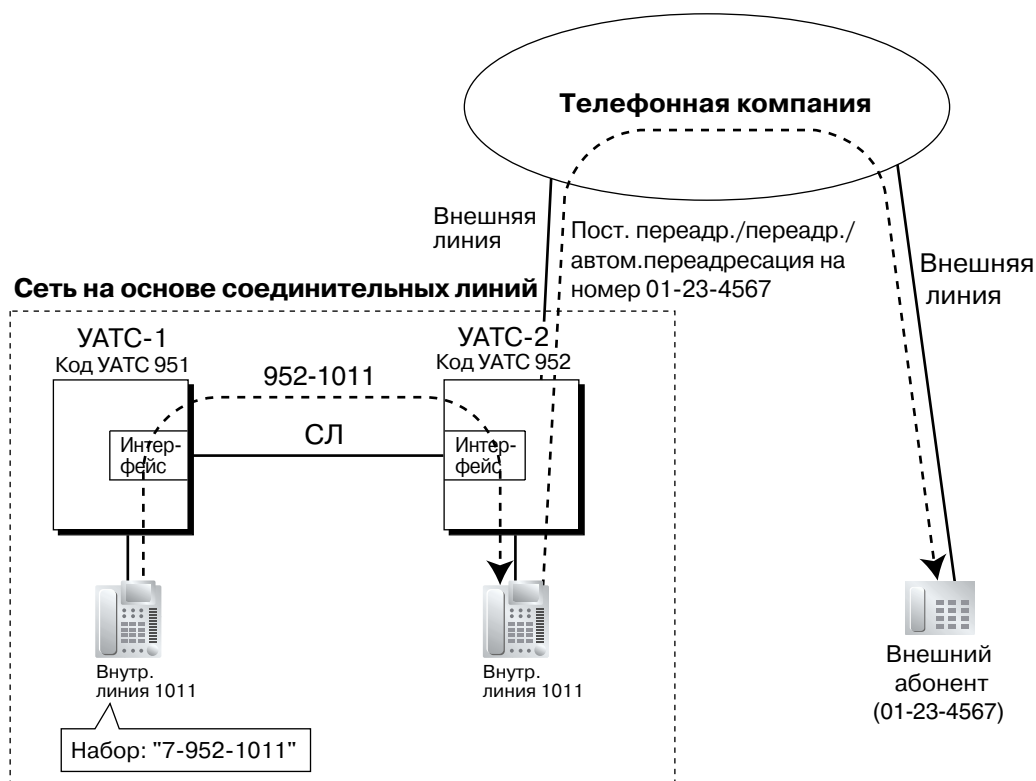 Телефонная компания
Внешняя
линия
Пост. переадр./переадр./
автом.переадресация на
номер 01-23-4567
Внешняя
линия
Сеть на основе соединительных линий
УАТС-1
Код УАТС 951
УАТС-2
Код УАТС 952
952-1011
СЛ
Интер-
фейс
Интер-
фейс
Внутр.
линия 1011
Внутр.
линия 1011
Внешний
абонент
(01-23-4567)
Набор: "7-952-1011"